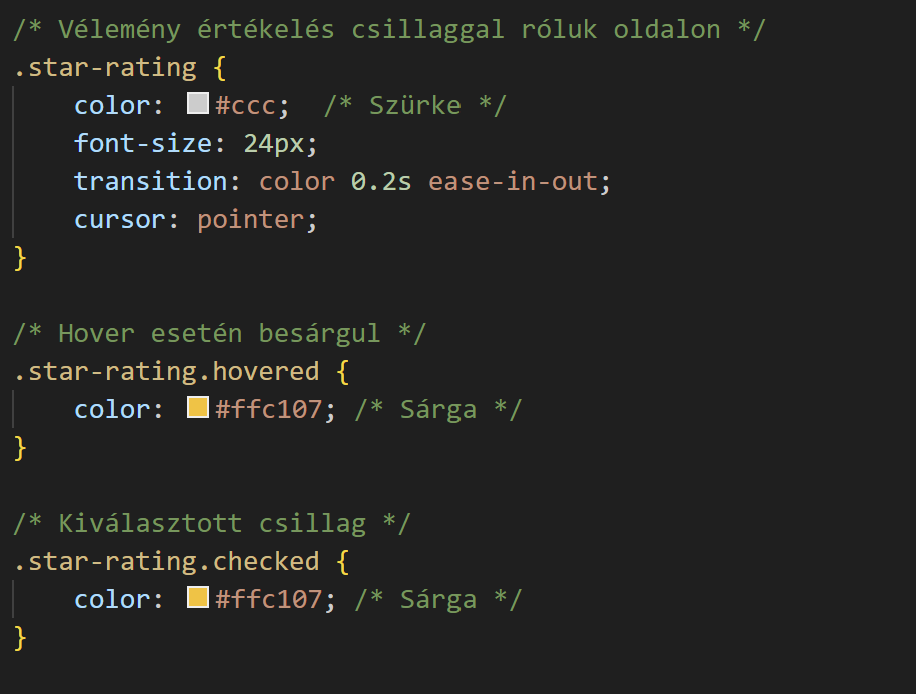 /* Vélemény értékelés csillaggal róluk oldalon */
.star-rating {
    color: #ccc;  /* Szürke */
    font-size: 24px;
    transition: color 0.2s ease-in-out;
    cursor: pointer;
}

/* Hover esetén besárgul */
.star-rating.hovered {
    color: #ffc107; /* Sárga */
}

/* Kiválasztott csillag */
.star-rating.checked {
    color: #ffc107; /* Sárga */
}